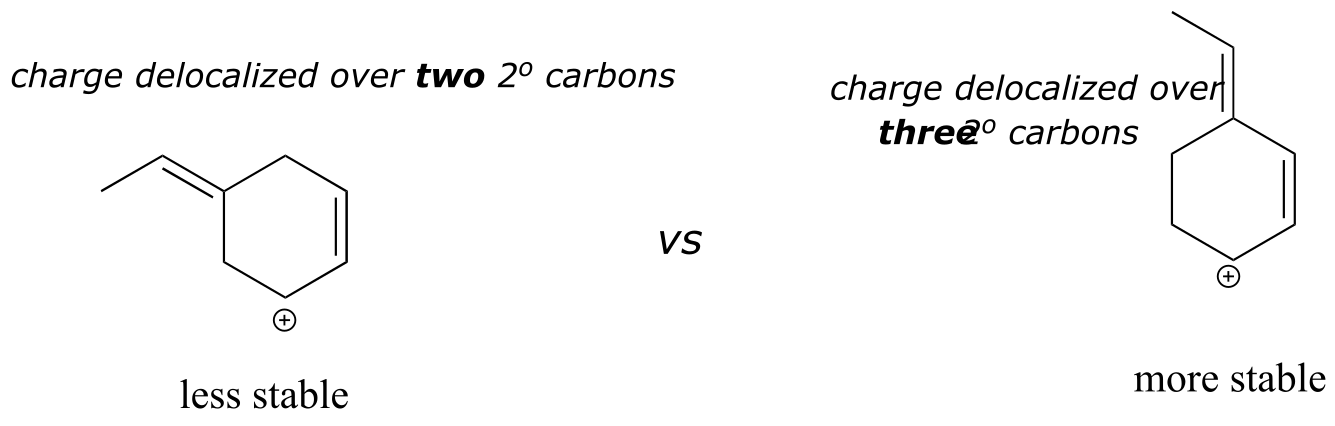 charge delocalized over two 2º carbons
charge delocalized over
three 2º carbons
vs
less stable
more stable